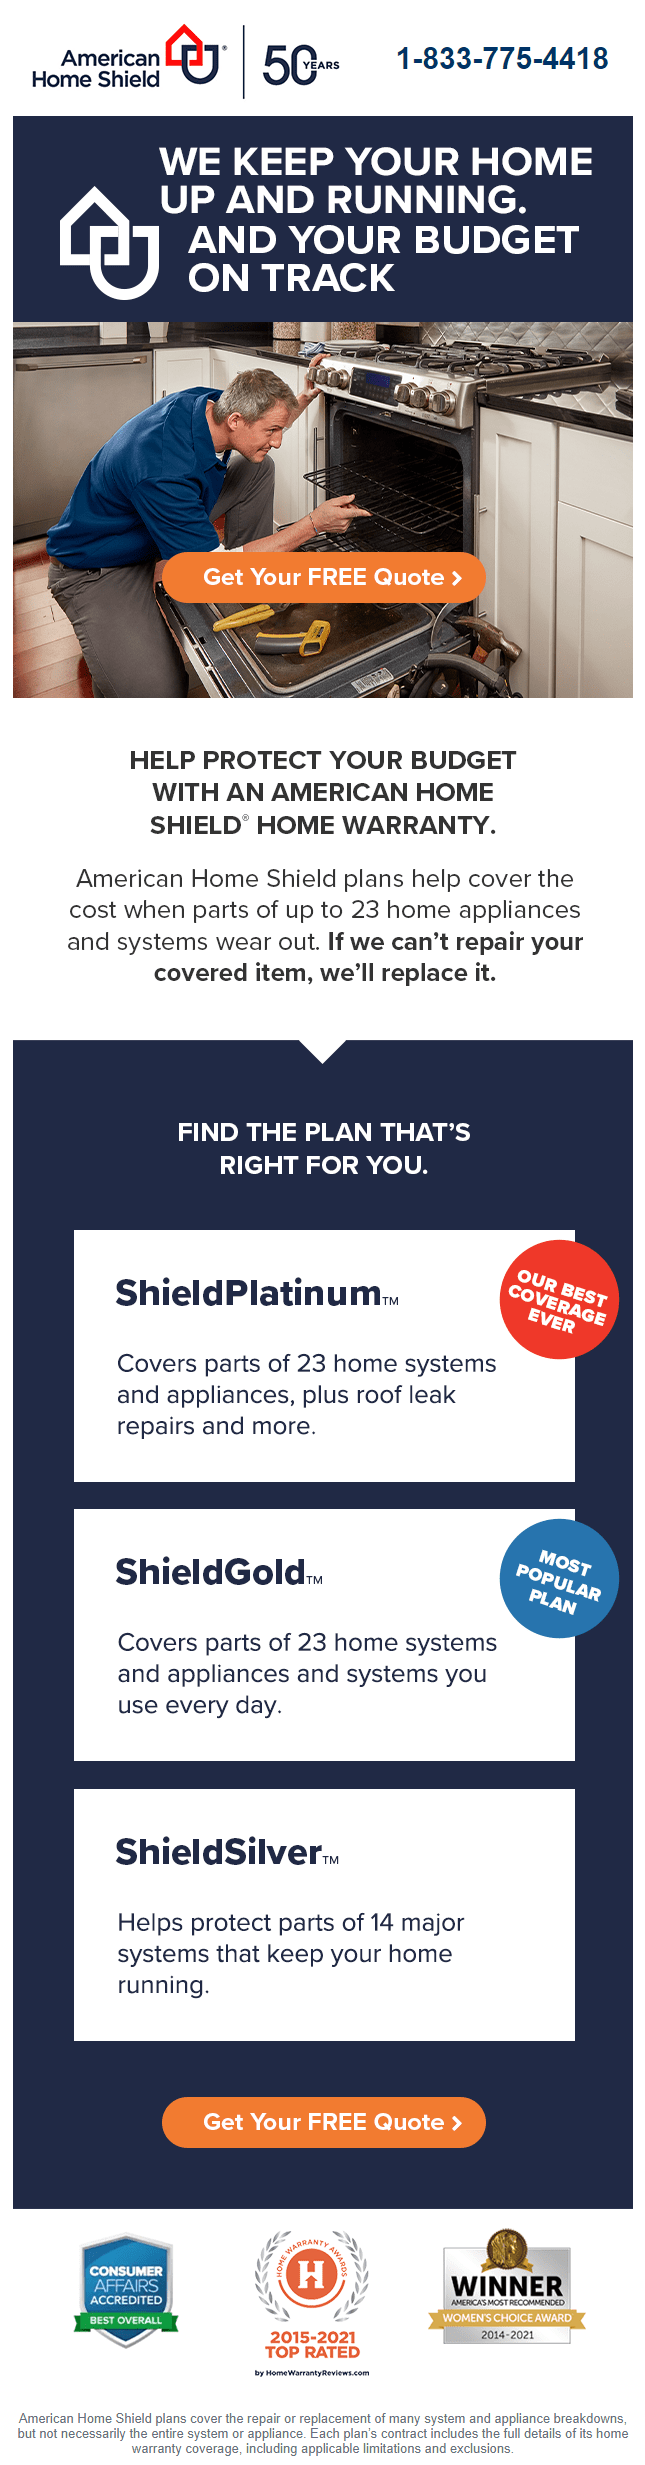 American
Home Shield®
50 YEARS
1-833-775-4418
WE KEEP YOUR HOME
UP AND RUNNING.
AND YOUR BUDGET
ON TRACK
Get Your FREE Quote
HELP PROTECT YOUR BUDGET
WITH AN AMERICAN HOME
SHIELD® HOME WARRANTY.
American Home Shield plans help cover the
cost when parts of up to 23 home appliances
and systems wear out. If we can’t repair your
covered item, we’ll replace it.
FIND THE PLAN THAT’S
RIGHT FOR YOU.
ShieldPlatinum™
OUR BEST
COVERAGE
EVER
Covers parts of 23 home systems
and appliances, plus roof leak
repairs and more.
ShieldGold™
MOST
POPULAR
PLAN
Covers parts of 23 home systems
and appliances and systems you
use every day.
ShieldSilver™
Helps protect parts of 14 major
systems that keep your home
running.
Get Your FREE Quote
CONSUMER
AFFAIRS
ACCREDITED
BEST OVERALL
HOME WARRANTY AWARDS
H
2015-2021
TOP RATED
by HomeWarrantyReviews.com
WINNER
AMERICA'S MOST RECOMMENDED
WOMEN'S CHOICE AWARD
2014-2021
American Home Shield plans cover the repair or replacement of many system and appliance breakdowns,
but not necessarily the entire system or appliance. Each plan’s contract includes the full details of its home
warranty coverage, including applicable limitations and exclusions.